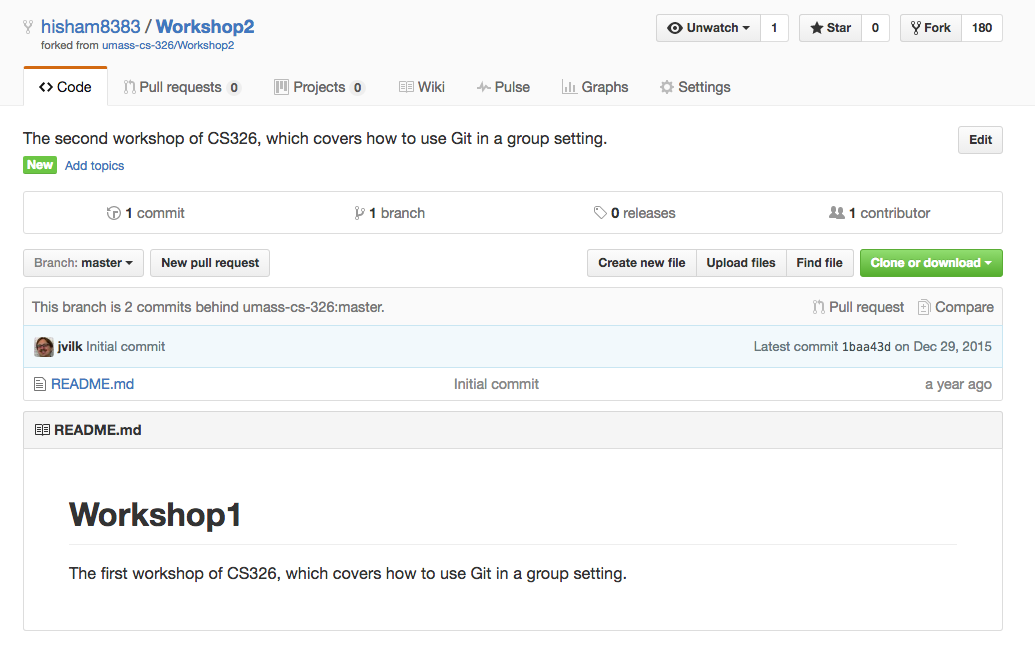 hisham8383 / Workshop2
forked from umass-cs-326/Workshop2
Unwatch 1 Star 0 Fork 180
Code Pull requests 0 Projects 0 Wiki Pulse Graphs Settings
The second workshop of CS326, which covers how to use Git in a group setting.
Edit
New Add topics
1 commit 1 branch 0 releases 1 contributor
Branch: master New pull request Create new file Upload files Find file Clone or download
This branch is 2 commits behind umass-cs-326:master. Pull request Compare
jvilk Initial commit Latest commit 1baa43d on Dec 29, 2015
README.md Initial commit a year ago
README.md
Workshop1
The first workshop of CS326, which covers how to use Git in a group setting.